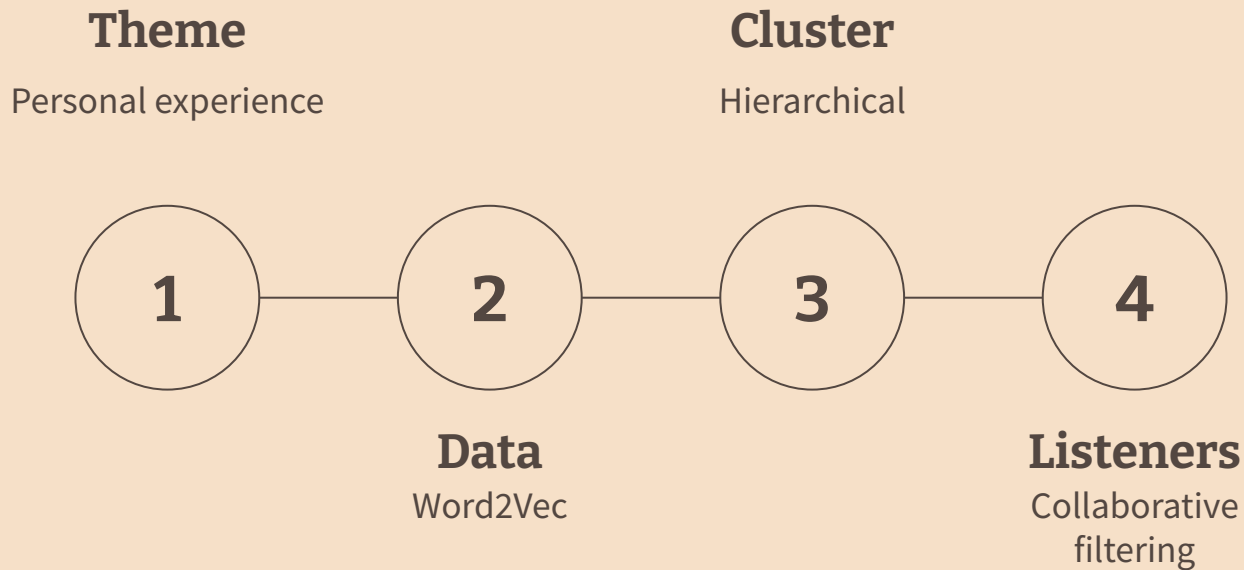 Theme
Personal experience
Cluster
Hierarchical
1
2
3
4
Data
Word2Vec
Listeners
Collaborative
filtering